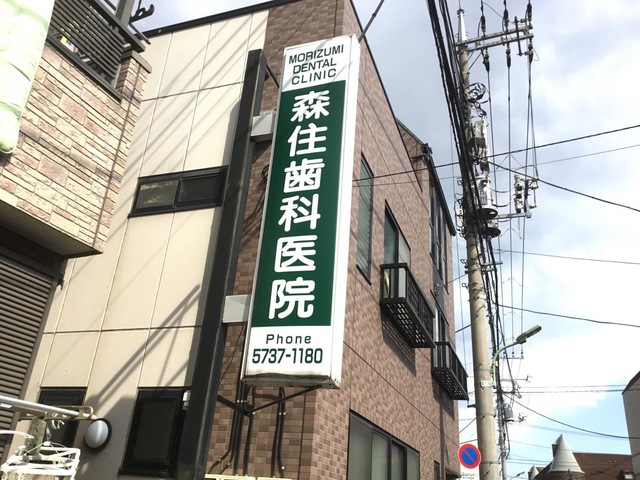 MORIZUMI
DENTAL
CLINIC
森住歯科医院
Phone
5737-1180